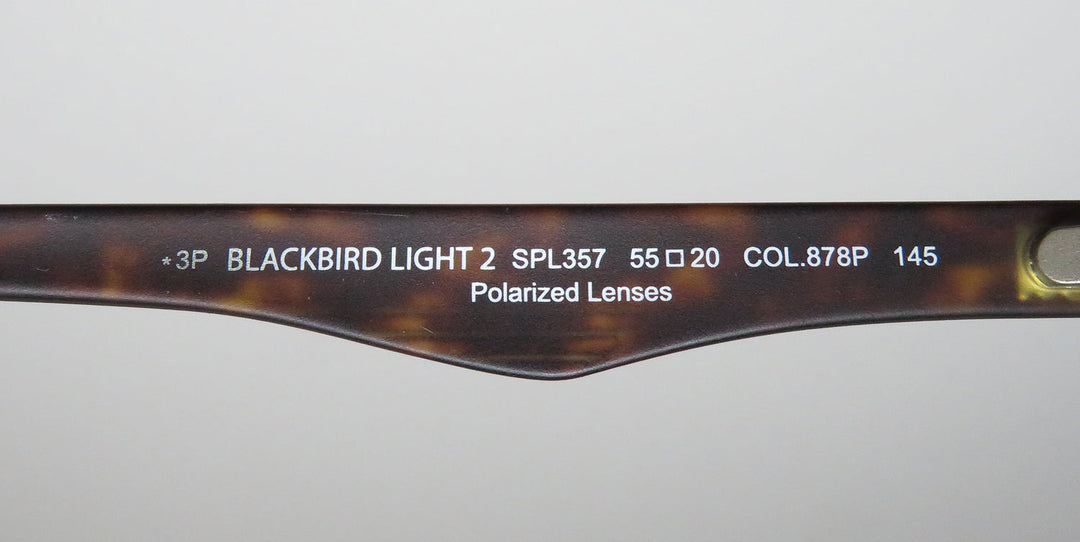 *3P BLACKBIRD LIGHT 2 SPL357 55□20 COL.878P 145
Polarized Lenses